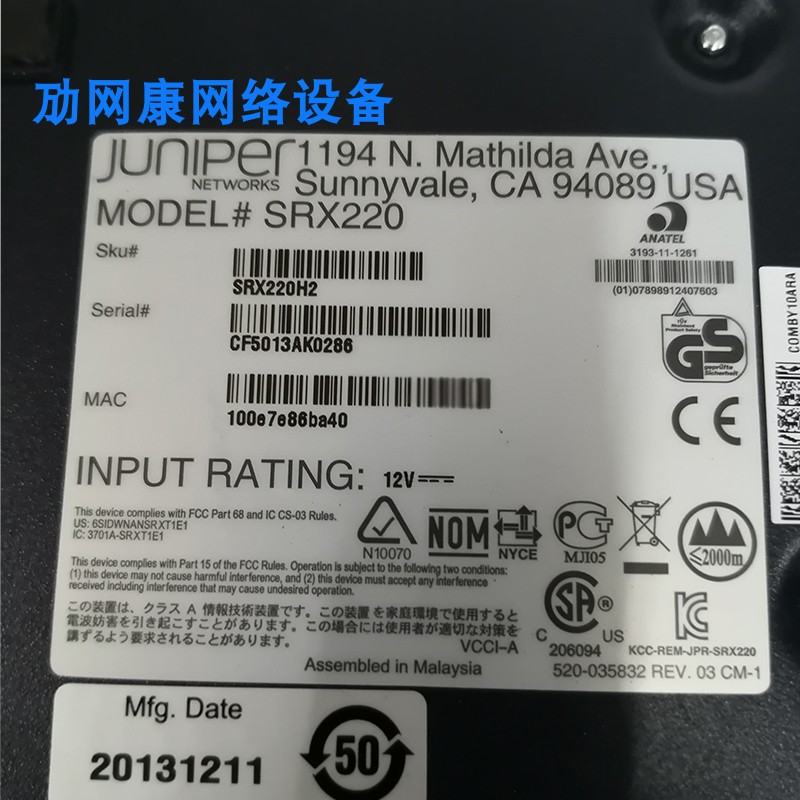 劢网康网络设备
JUNIPER NETWORKS
1194 N. Mathilda Ave.,
Sunnyvale, CA 94089 USA
MODEL# SRX220
ANATEL
3193-11-1261
(01)07898912407603
Sku#
SRX220H2
Serial#
CF5013AK0286
MAC
100e7e86ba40
TÜV
Rheinland
Product Safety
GS
geprüfte
Sicherheit
CE
COMBY10ARA
INPUT RATING: 12V
This device complies with FCC Part 68 and IC CS-03 Rules.
US: 6SIDWNANSRXT1E1
IC: 3701A-SRXT1E1
This device complies with Part 15 of the FCC Rules. Operation is subject to the following two conditions:
(1) this device may not cause harmful interference, and (2) this device must accept any interference
received including interference that may cause undesired operation.
N10070
NOM
NYCE
MJI05
≤2000m
この装置は、クラス A 情報技術装置です。この装置 を 家庭環境で使用すると
電波妨害を引き起こすことがあります。この場合には使用者が適切な対策を
講ずるよう要求されることがあります。
VCCI-A
C SA ® US
206094
KCC-REM-JPR-SRX220
Assembled in Malaysia
520-035832 REV. 03 CM-1
Mfg. Date
20131211
50